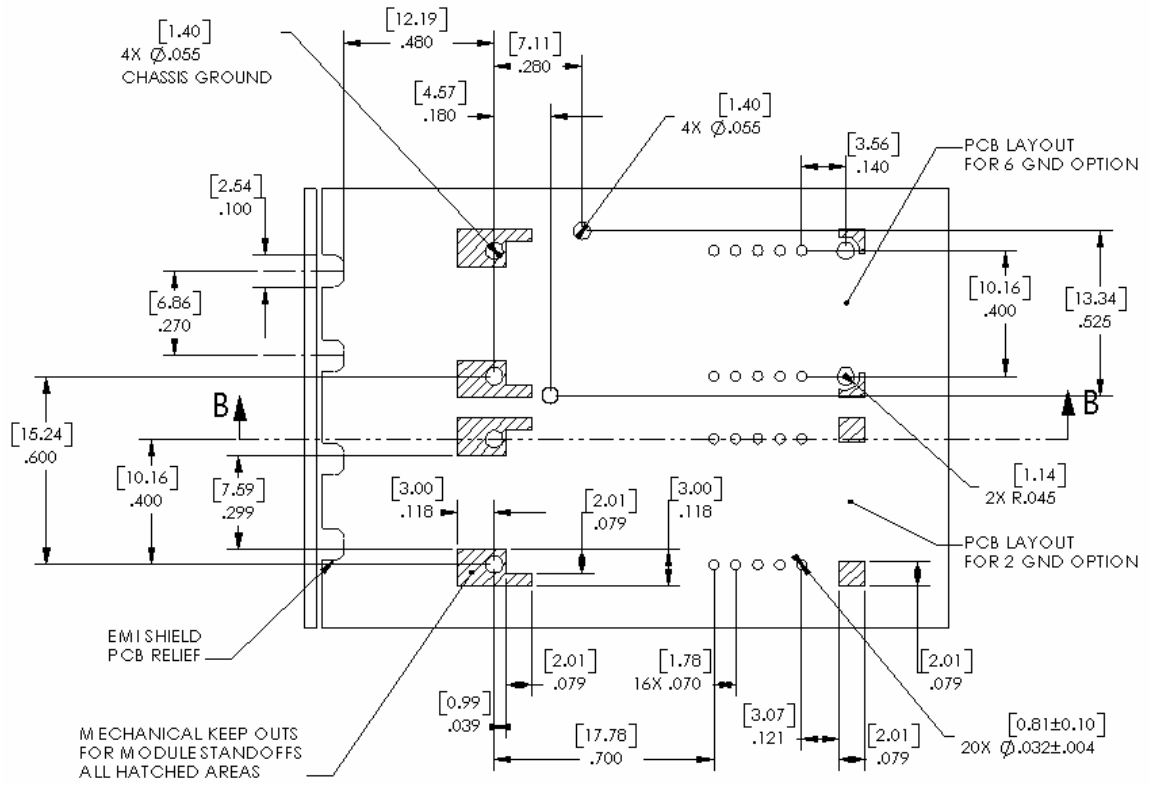 [1.40]
4X Ø.055
CHASSIS GROUND
[12.19]
.480
[7.11]
.280
[4.57]
.180
[1.40]
4X Ø.055
[3.56]
.140
PCB LAYOUT
FOR 6 GND OPTION
[2.54]
.100
[6.86]
.270
[10.16]
.400
[13.34]
.525
B
B
[15.24]
.600
[10.16]
.400
[7.59]
.299
[3.00]
.118
[2.01]
.079
[3.00]
.118
[1.14]
2X R.045
PCB LAYOUT
FOR 2 GND OPTION
EMI SHIELD
PCB RELIEF
[2.01]
.079
[1.78]
16X .070
[2.01]
.079
[0.99]
.039
[3.07]
.121
[0.81±0.10]
20X Ø.032±.004
MECHANICAL KEEP OUTS
FOR MODULE STANDOFFS
ALL HATCHED AREAS
[17.78]
.700
[2.01]
.079